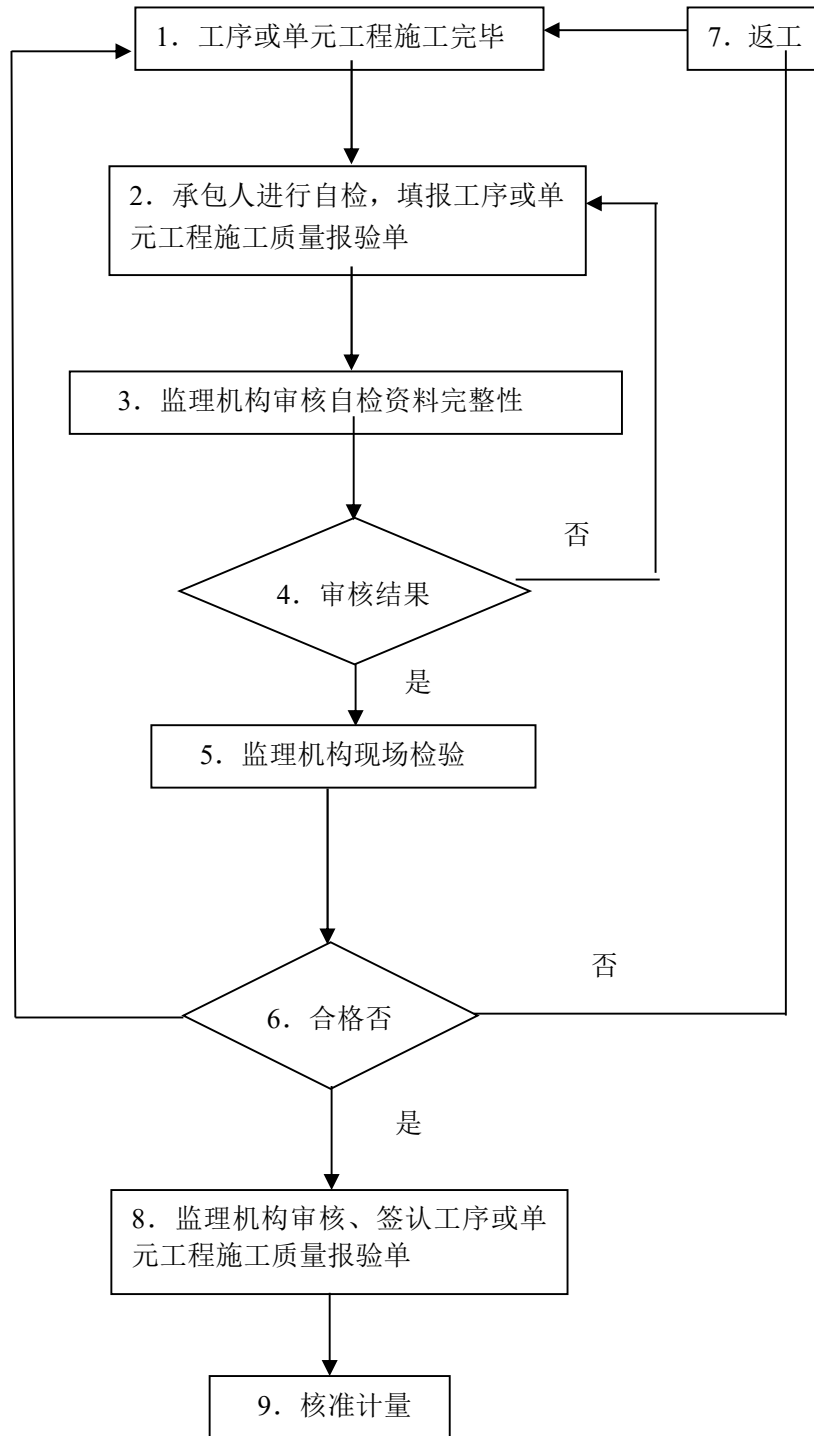 1．工序或单元工程施工完毕
7．返工
2．承包人进行自检，填报工序或单
元工程施工质量报验单
3．监理机构审核自检资料完整性
否
4．审核结果
是
5．监理机构现场检验
否
6．合格否
是
8．监理机构审核、签认工序或单
元工程施工质量报验单
9．核准计量